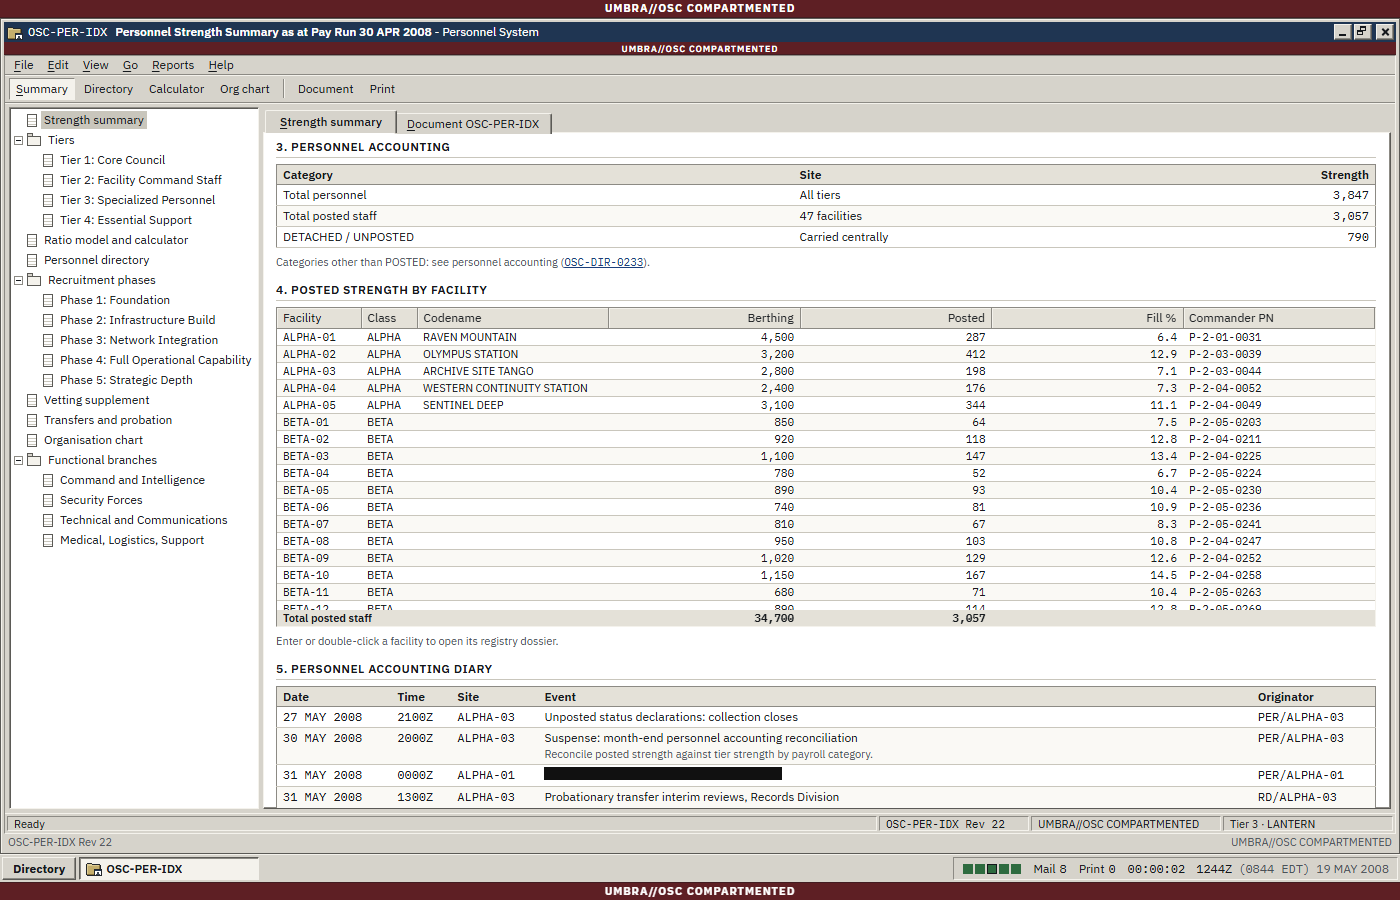 UMBRA//OSC COMPARTMENTED
OSC-PER-IDX Personnel Strength Summary as at Pay Run 30 APR 2008 - Personnel System
UMBRA//OSC COMPARTMENTED
File Edit View Go Reports Help
Summary Directory Calculator Org chart Document Print
Strength summary
Tiers
Tier 1: Core Council
Tier 2: Facility Command Staff
Tier 3: Specialized Personnel
Tier 4: Essential Support
Ratio model and calculator
Personnel directory
Recruitment phases
Phase 1: Foundation
Phase 2: Infrastructure Build
Phase 3: Network Integration
Phase 4: Full Operational Capability
Phase 5: Strategic Depth
Vetting supplement
Transfers and probation
Organisation chart
Functional branches
Command and Intelligence
Security Forces
Technical and Communications
Medical, Logistics, Support
Strength summary Document OSC-PER-IDX
3. PERSONNEL ACCOUNTING
Category Site Strength
Total personnel All tiers 3,847
Total posted staff 47 facilities 3,057
DETACHED / UNPOSTED Carried centrally 790
Categories other than POSTED: see personnel accounting (OSC-DIR-0233).
4. POSTED STRENGTH BY FACILITY
Facility Class Codename Berthing Posted Fill % Commander PN
ALPHA-01 ALPHA RAVEN MOUNTAIN 4,500 287 6.4 P-2-01-0031
ALPHA-02 ALPHA OLYMPUS STATION 3,200 412 12.9 P-2-03-0039
ALPHA-03 ALPHA ARCHIVE SITE TANGO 2,800 198 7.1 P-2-03-0044
ALPHA-04 ALPHA WESTERN CONTINUITY STATION 2,400 176 7.3 P-2-04-0052
ALPHA-05 ALPHA SENTINEL DEEP 3,100 344 11.1 P-2-04-0049
BETA-01 BETA 850 64 7.5 P-2-05-0203
BETA-02 BETA 920 118 12.8 P-2-04-0211
BETA-03 BETA 1,100 147 13.4 P-2-04-0225
BETA-04 BETA 780 52 6.7 P-2-05-0224
BETA-05 BETA 890 93 10.4 P-2-05-0230
BETA-06 BETA 740 81 10.9 P-2-05-0236
BETA-07 BETA 810 67 8.3 P-2-05-0241
BETA-08 BETA 950 103 10.8 P-2-04-0247
BETA-09 BETA 1,020 129 12.6 P-2-04-0252
BETA-10 BETA 1,150 167 14.5 P-2-04-0258
BETA-11 BETA 680 71 10.4 P-2-05-0263
BETA-12 BETA 890 114 12.8 P-2-05-0269
Total posted staff 34,700 3,057
Enter or double-click a facility to open its registry dossier.
5. PERSONNEL ACCOUNTING DIARY
Date Time Site Event Originator
27 MAY 2008 2100Z ALPHA-03 Unposted status declarations: collection closes PER/ALPHA-03
30 MAY 2008 2000Z ALPHA-03 Suspense: month-end personnel accounting reconciliation PER/ALPHA-03
Reconcile posted strength against tier strength by payroll category.
31 MAY 2008 0000Z ALPHA-01 PER/ALPHA-01
31 MAY 2008 1300Z ALPHA-03 Probationary transfer interim reviews, Records Division RD/ALPHA-03
Ready OSC-PER-IDX Rev 22 UMBRA//OSC COMPARTMENTED Tier 3 · LANTERN
OSC-PER-IDX Rev 22 UMBRA//OSC COMPARTMENTED
Directory OSC-PER-IDX Mail 8 Print 0 00:00:02 1244Z (0844 EDT) 19 MAY 2008
UMBRA//OSC COMPARTMENTED